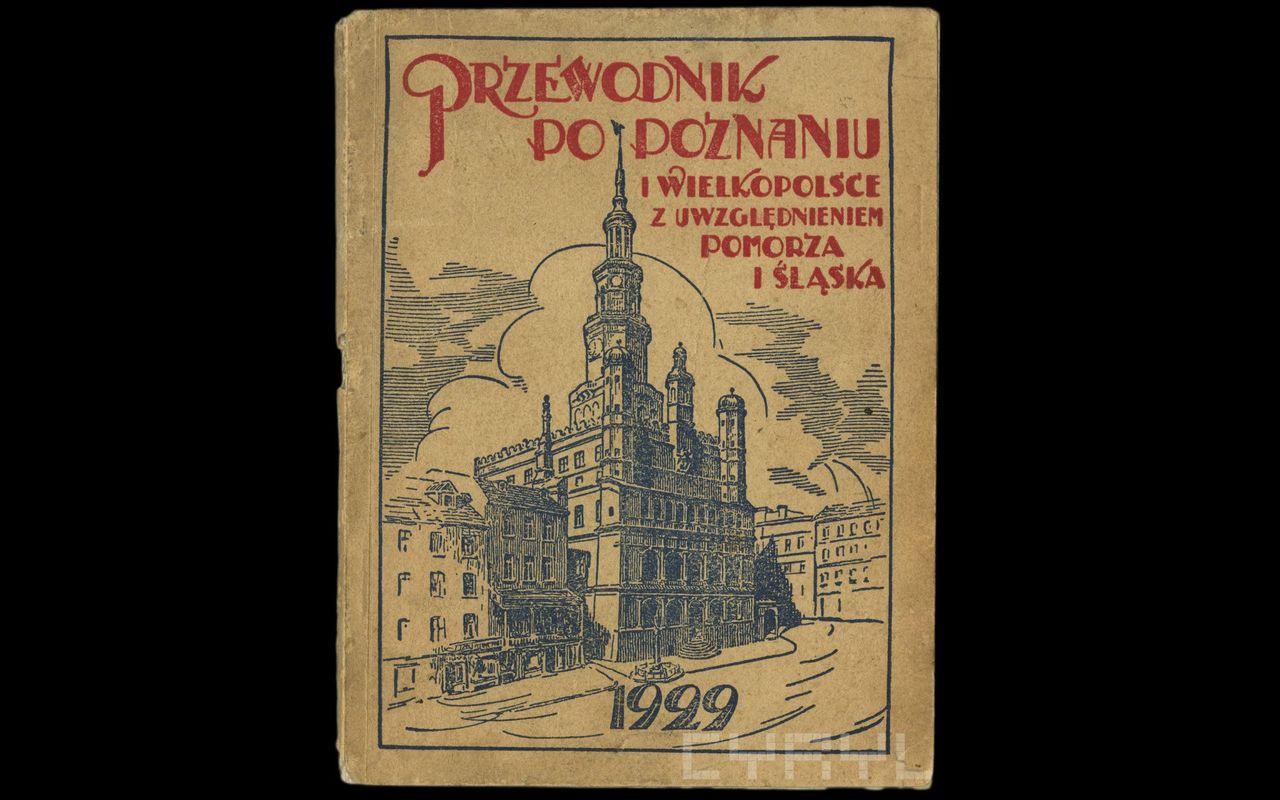 PRZEWODNIK
PO POZNANIU
I WIELKOPOLSCE
Z UWZGLĘDNIENIEM
POMORZA
I ŚLĄSKA
1929
CYRYL